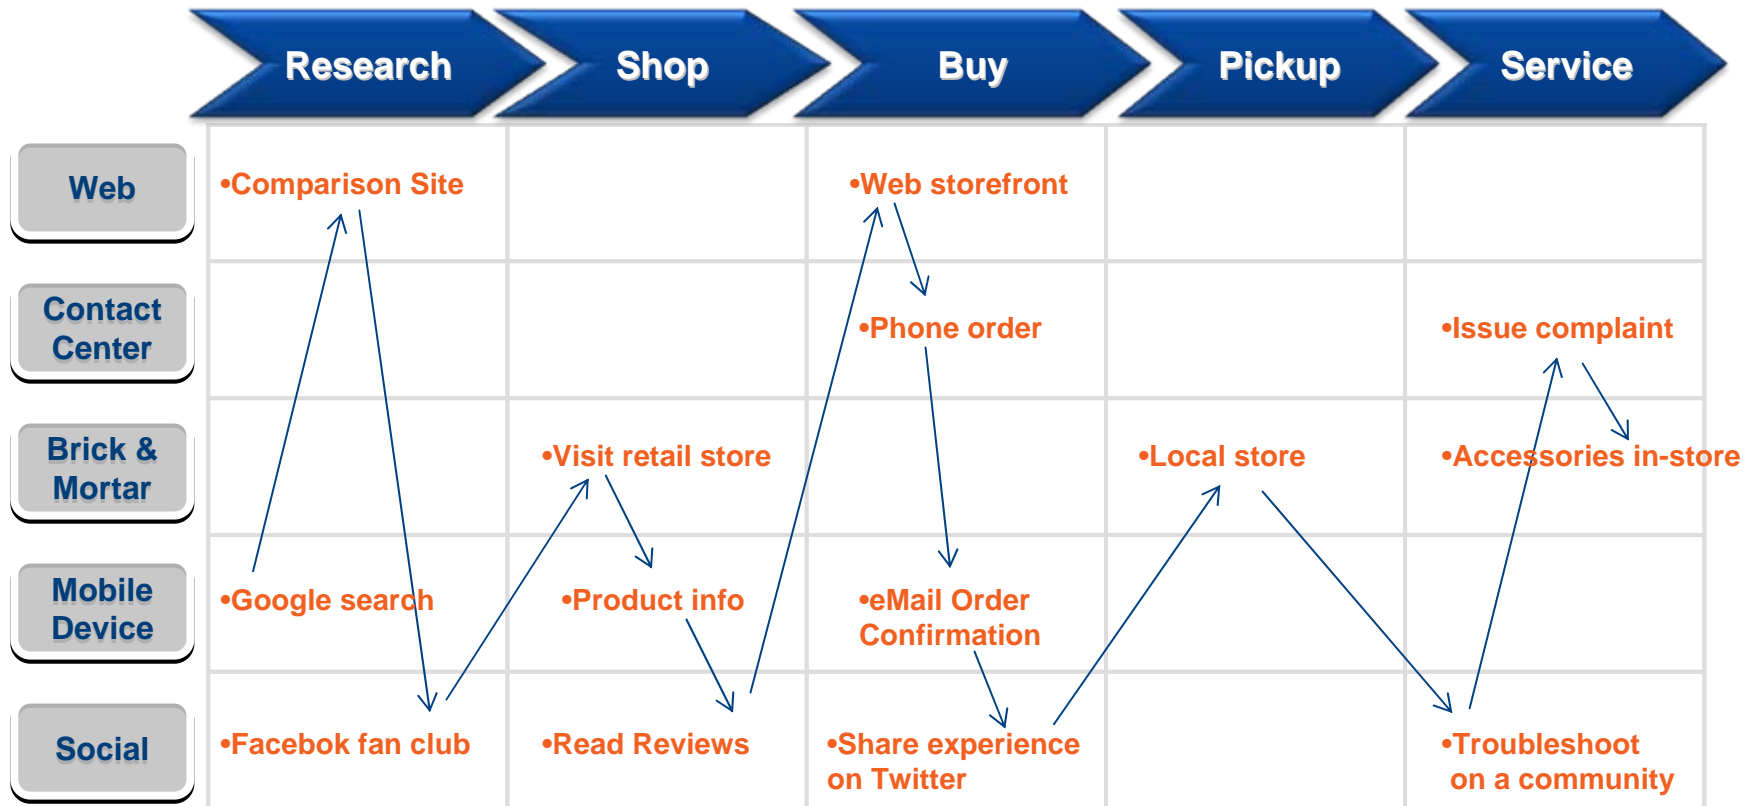 Research Shop Buy Pickup Service
Web
•Comparison Site
•Web storefront
Contact
Center
•Phone order
•Issue complaint
Brick &
Mortar
•Visit retail store
•Local store
•Accessories in-store
Mobile
Device
•Google search
•Product info
•eMail Order
Confirmation
Social
•Facebok fan club
•Read Reviews
•Share experience
on Twitter
•Troubleshoot
on a community